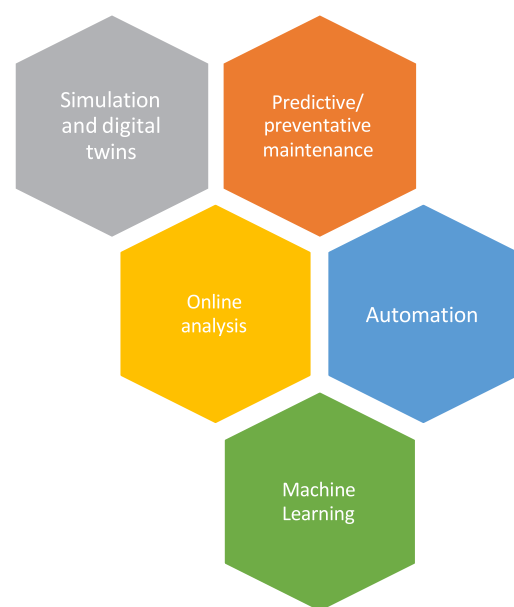 Simulation
and digital
twins
Predictive/
preventative
maintenance
Online
analysis
Automation
Machine
Learning